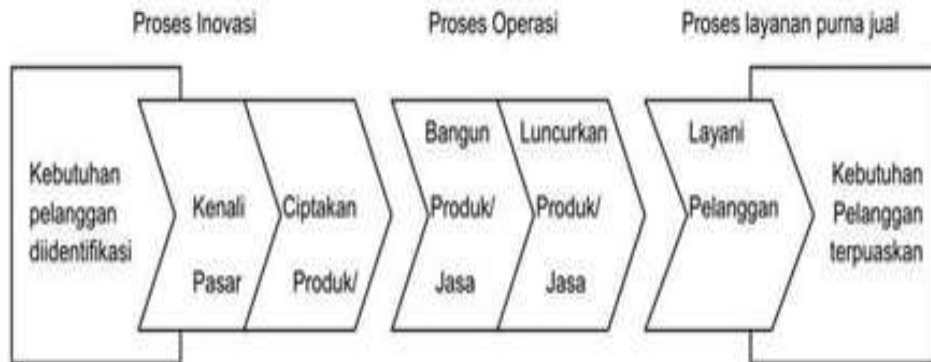 Proses Inovasi
Proses Operasi
Proses layanan purna jual
Kebutuhan
pelanggan
diidentifikasi
Kenali
Pasar
Ciptakan
Produk/
Bangun
Produk/
Jasa
Luncurkan
Produk/
Jasa
Layani
Pelanggan
Kebutuhan
Pelanggan
terpuaskan